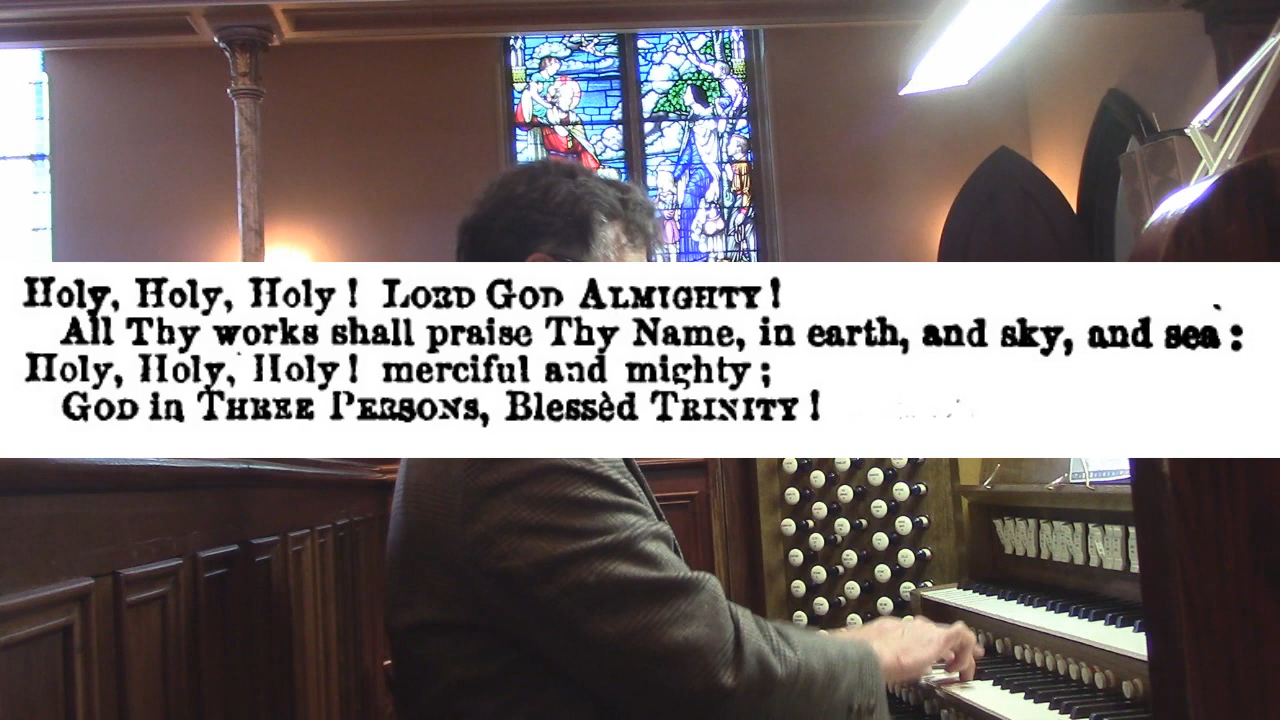 Holy, Holy, Holy! LORD GOD ALMIGHTY!
All Thy works shall praise Thy Name, in earth, and sky, and sea:
Holy, Holy, Holy! merciful and mighty;
GOD in THREE PERSONS, Blessèd TRINITY!